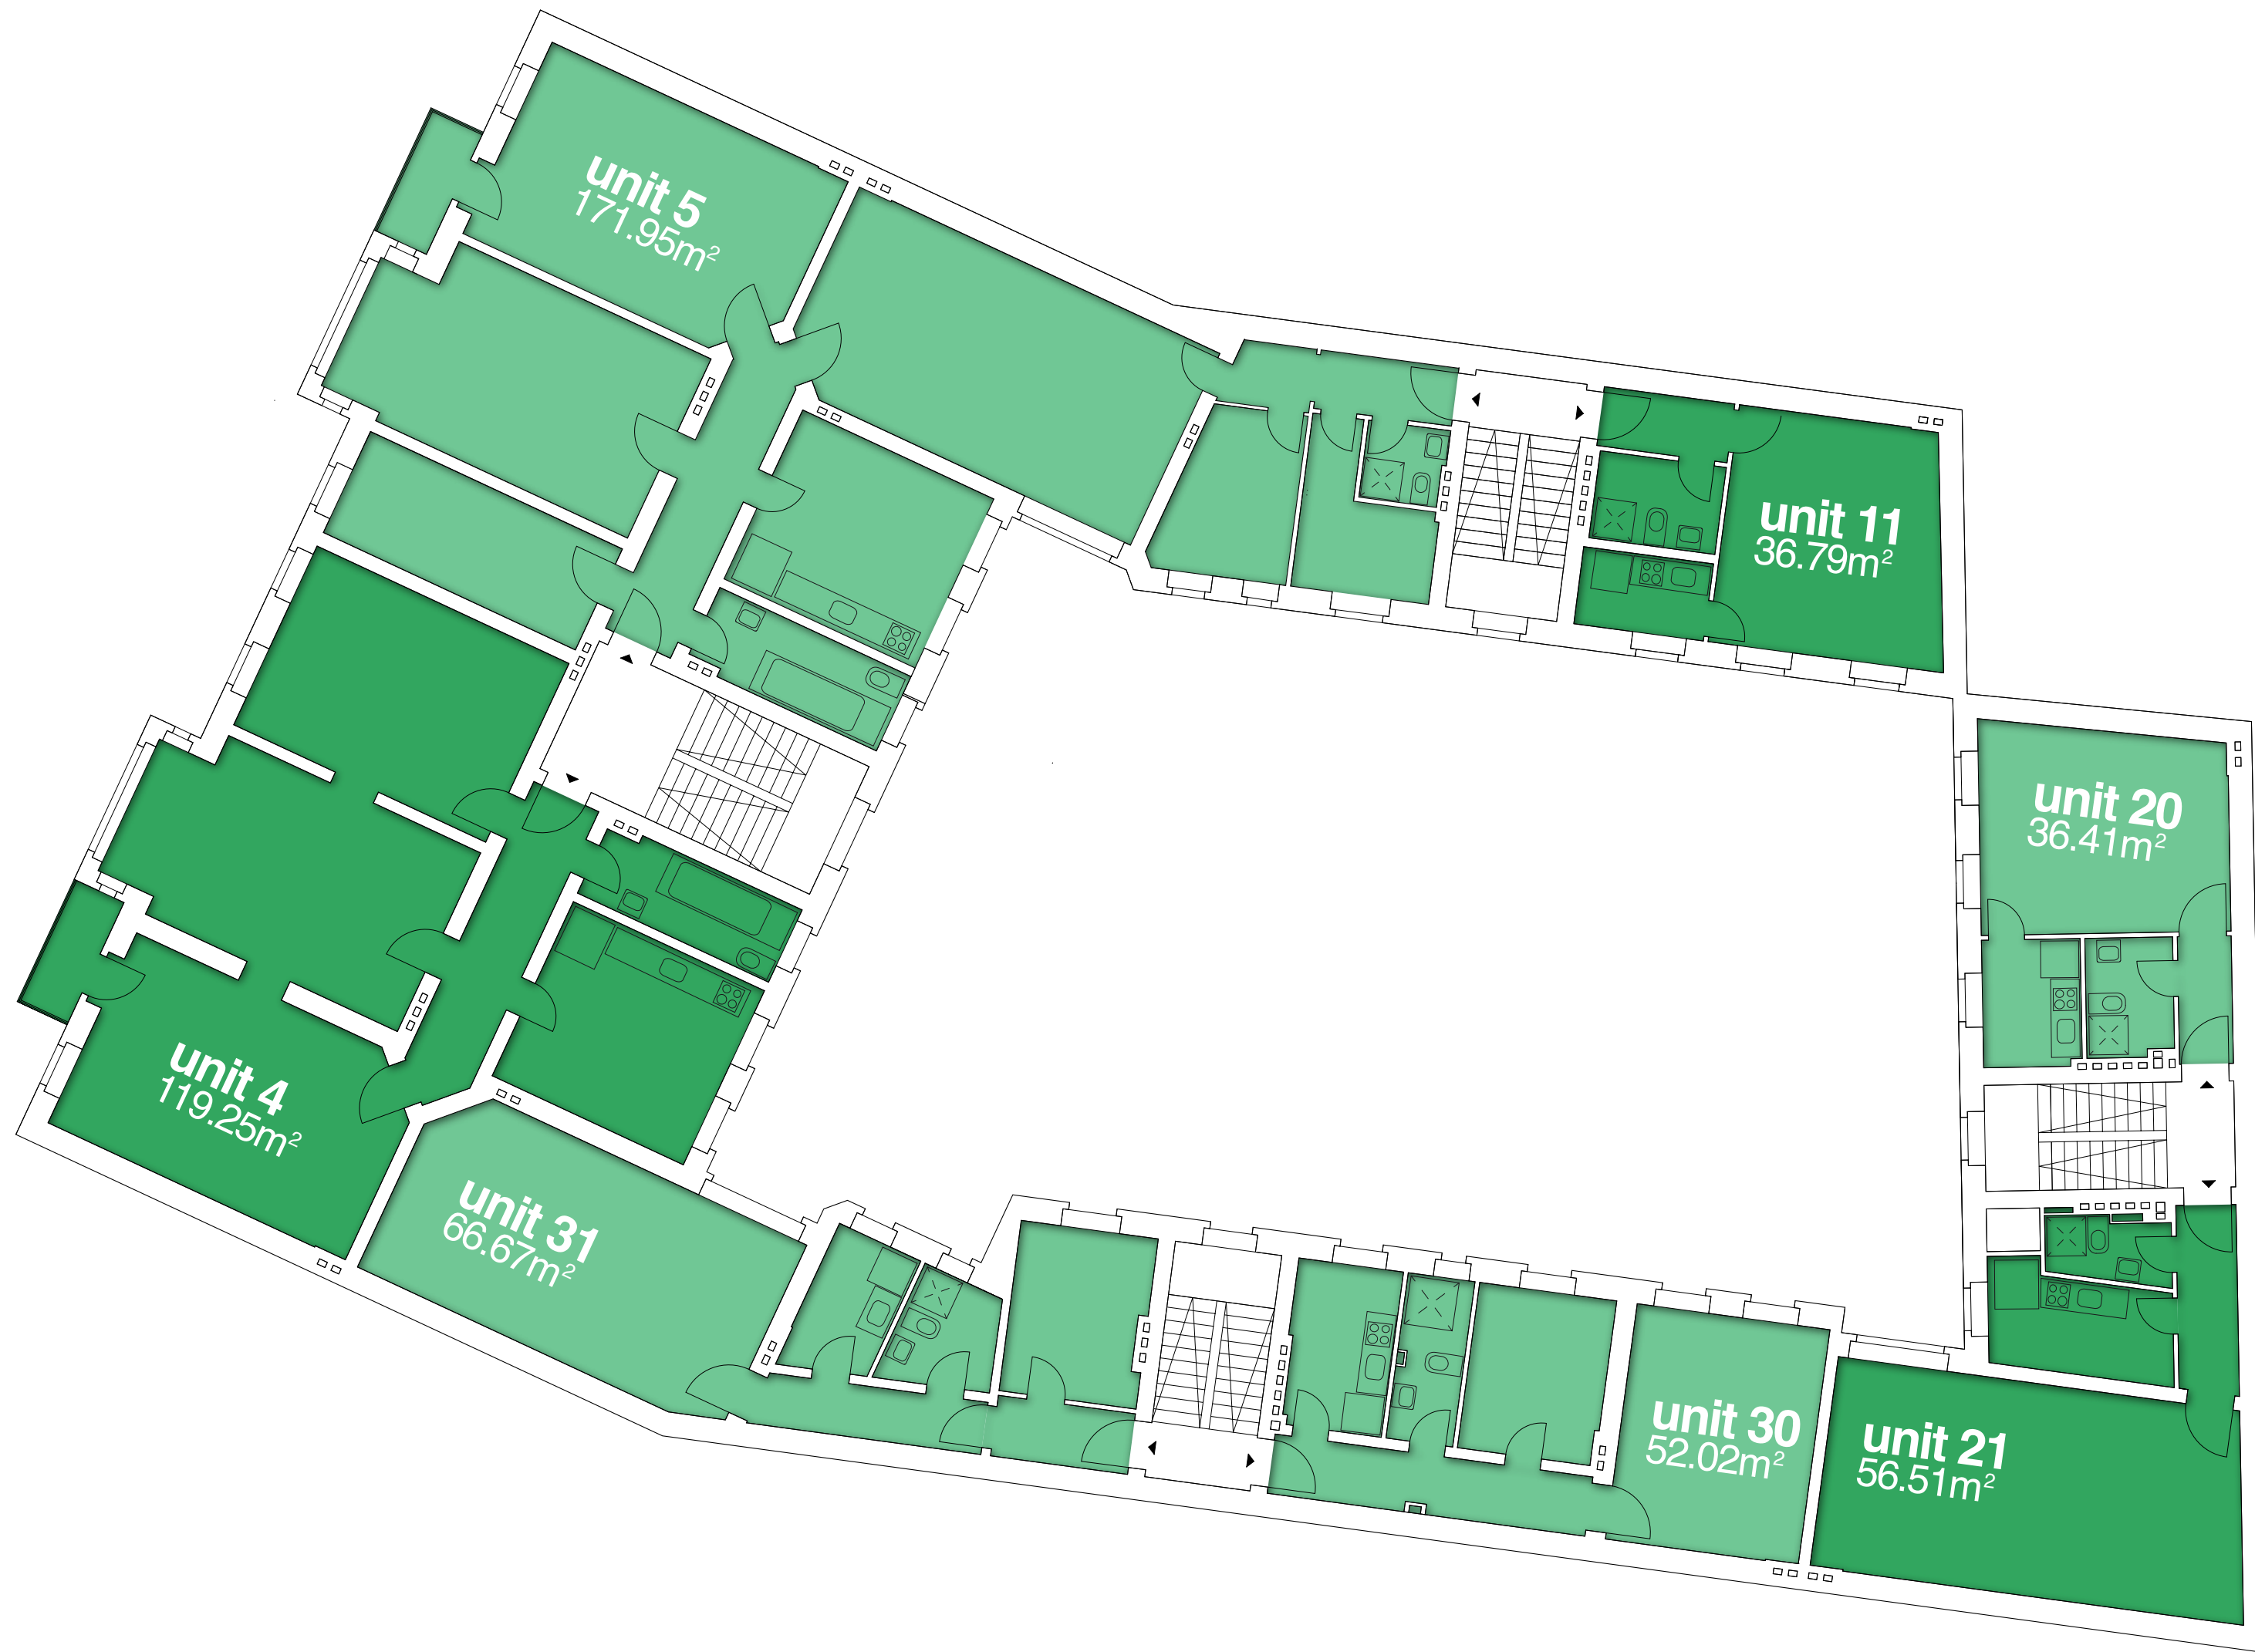 unit 5
171.95m²
unit 11
36.79m²
unit 20
36.41m²
unit 4
119.25m²
unit 31
66.67m²
unit 30
52.02m²
unit 21
56.51m²